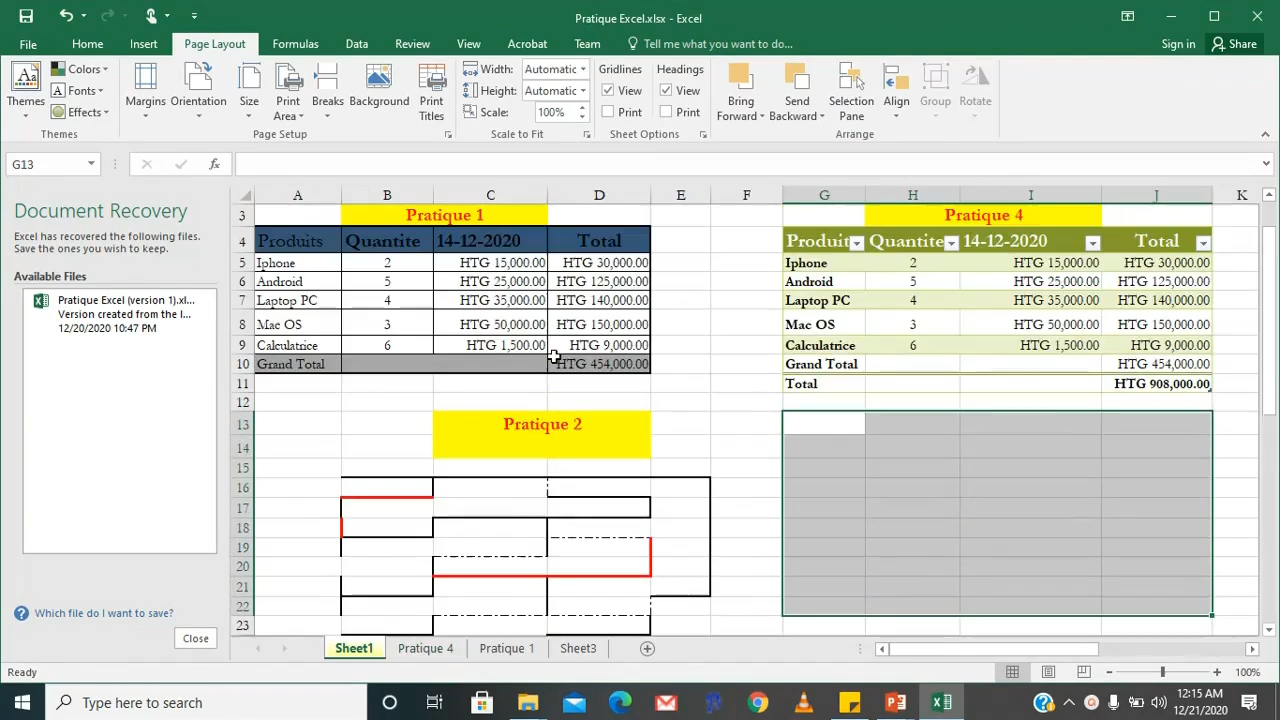 Pratique Excel.xlsx - Excel
File Home Insert Page Layout Formulas Data Review View Acrobat Team Tell me what you want to do... Sign in Share
Themes
Colors
Fonts
Effects
Margins Orientation Size Print Area Breaks Background Print Titles
Width: Automatic
Height: Automatic
Scale: 100%
Gridlines Headings
View View
Print Print
Bring Forward Send Backward Selection Pane Align Group Rotate
Themes Page Setup Scale to Fit Sheet Options Arrange
G13 fx
Document Recovery
Excel has recovered the following files.
Save the ones you wish to keep.
Available Files
Pratique Excel (version 1).xl...
Version created from the l...
12/20/2020 10:47 PM
Which file do I want to save?
Close
A B C D E F G H I J K
3 Pratique 1 Pratique 4
4 Produits Quantite 14-12-2020 Total Produit Quantite 14-12-2020 Total
5 Iphone 2 HTG 15,000.00 HTG 30,000.00 Iphone 2 HTG 15,000.00 HTG 30,000.00
6 Android 5 HTG 25,000.00 HTG 125,000.00 Android 5 HTG 25,000.00 HTG 125,000.00
7 Laptop PC 4 HTG 35,000.00 HTG 140,000.00 Laptop PC 4 HTG 35,000.00 HTG 140,000.00
8 Mac OS 3 HTG 50,000.00 HTG 150,000.00 Mac OS 3 HTG 50,000.00 HTG 150,000.00
9 Calculatrice 6 HTG 1,500.00 HTG 9,000.00 Calculatrice 6 HTG 1,500.00 HTG 9,000.00
10 Grand Total HTG 454,000.00 Grand Total HTG 454,000.00
11 Total HTG 908,000.00
12
13 Pratique 2
14
15
16
17
18
19
20
21
22
23
Sheet1 Pratique 4 Pratique 1 Sheet3
Ready 100%
Type here to search
12:15 AM
12/21/2020